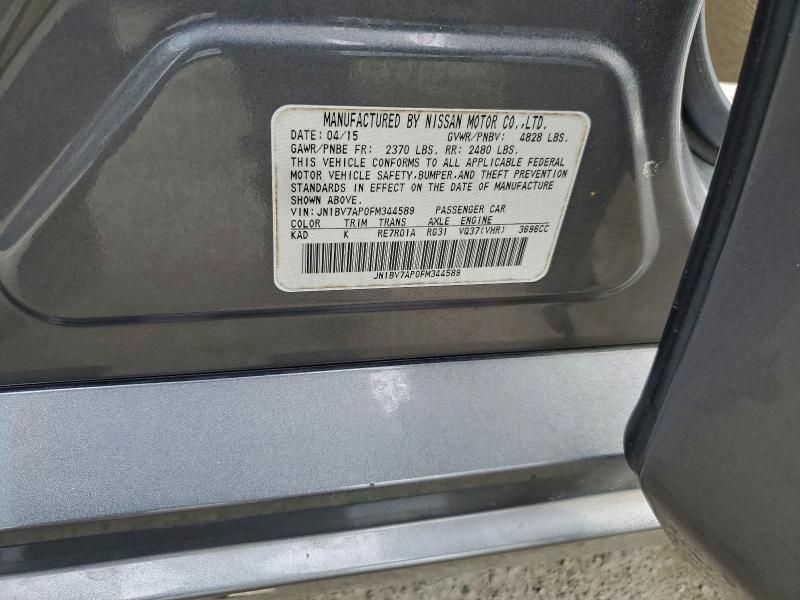 MANUFACTURED BY NISSAN MOTOR CO.,LTD.
DATE: 04/15 GVWR/PNBV: 4828 LBS.
GAWR/PNBE FR: 2370 LBS. RR: 2480 LBS.
THIS VEHICLE CONFORMS TO ALL APPLICABLE FEDERAL
MOTOR VEHICLE SAFETY,BUMPER,AND THEFT PREVENTION
STANDARDS IN EFFECT ON THE DATE OF MANUFACTURE
SHOWN ABOVE.
VIN:JN1BV7AP0FM344589 PASSENGER CAR
COLOR TRIM TRANS AXLE ENGINE
KAD K RE7R01A RG31 VQ37(VHR) 3696CC
JN1BV7AP0FM344589